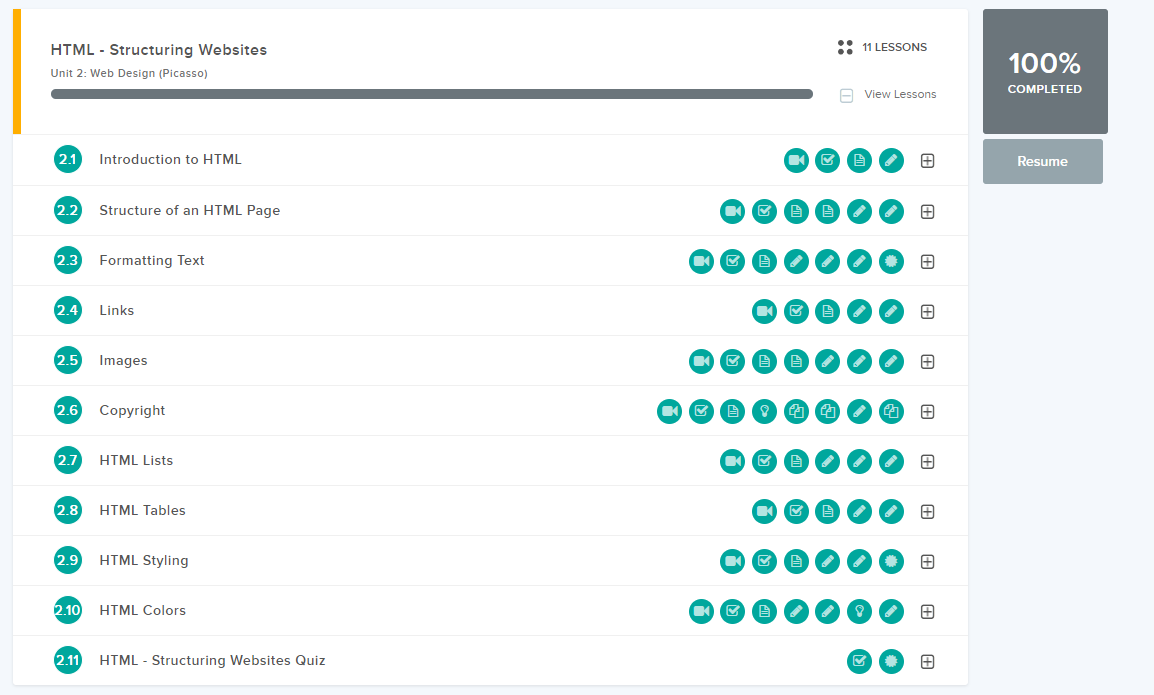 HTML - Structuring Websites
Unit 2: Web Design (Picasso)
11 LESSONS
View Lessons
100%
COMPLETED
Resume
2.1 Introduction to HTML
2.2 Structure of an HTML Page
2.3 Formatting Text
2.4 Links
2.5 Images
2.6 Copyright
2.7 HTML Lists
2.8 HTML Tables
2.9 HTML Styling
2.10 HTML Colors
2.11 HTML - Structuring Websites Quiz